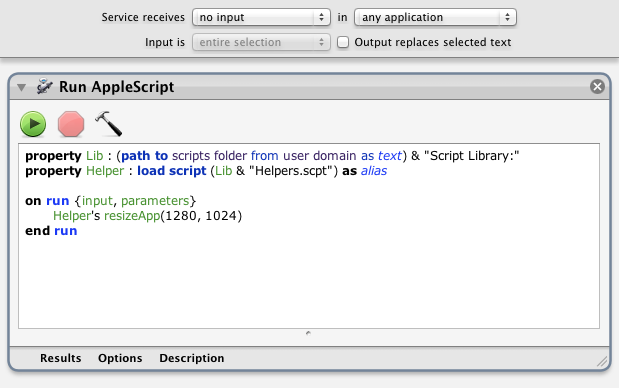 Service receives no input in any application
Input is entire selection Output replaces selected text
Run AppleScript
property Lib : (path to scripts folder from user domain as text) & "Script Library:"
property Helper : load script (Lib & "Helpers.scpt") as alias
on run {input, parameters}
Helper's resizeApp(1280, 1024)
end run
Results Options Description